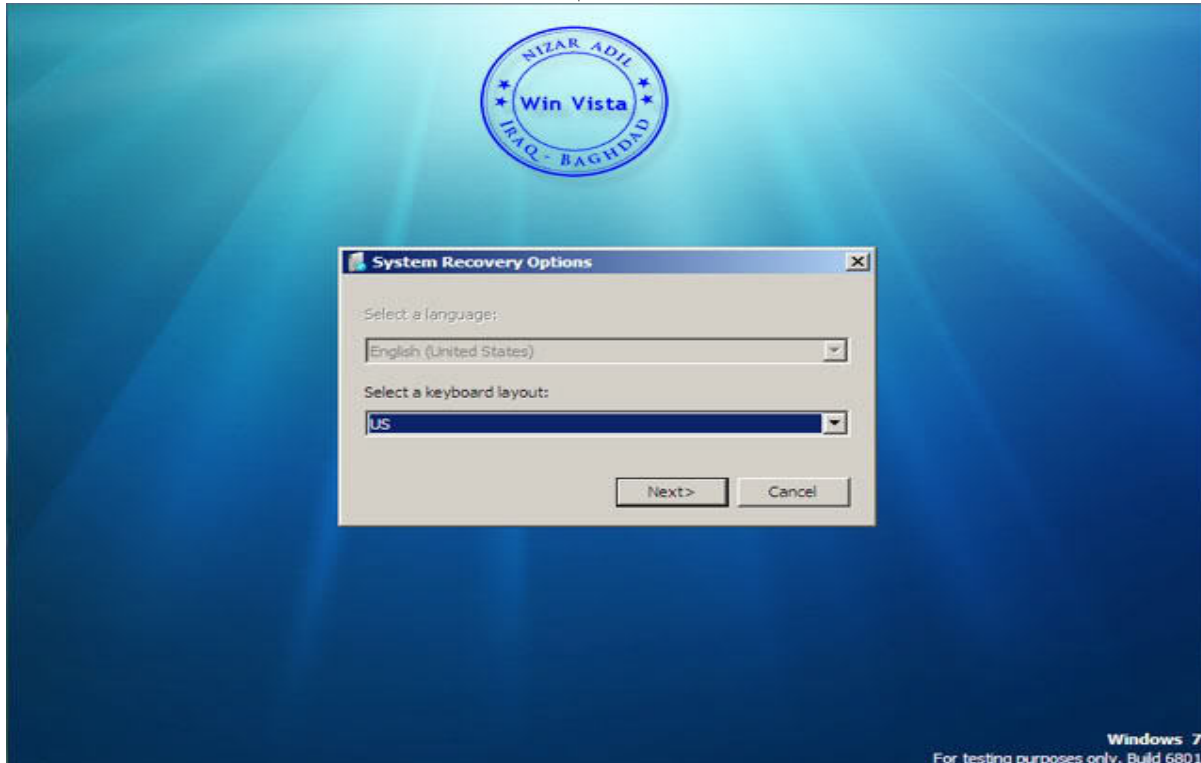 NIZAR ADIL
Win Vista
IRAQ - BAGHDAD
System Recovery Options
Select a language:
English (United States)
Select a keyboard layout:
US
Next>
Cancel
Windows 7
For testing purposes only. Build 6801